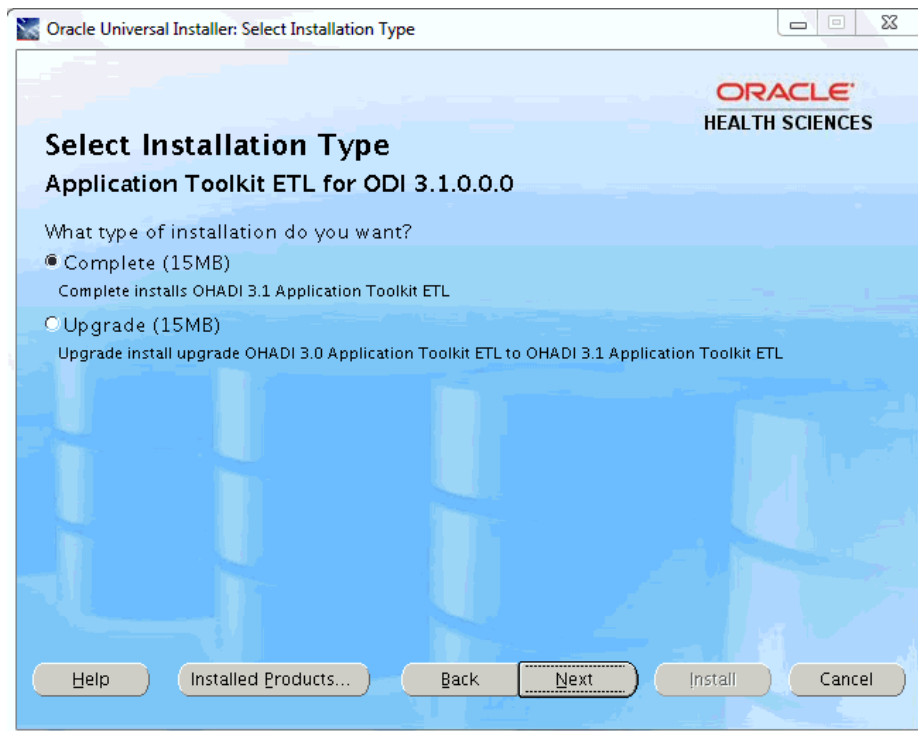 Oracle Universal Installer: Select Installation Type
ORACLE
HEALTH SCIENCES
Select Installation Type
Application Toolkit ETL for ODI 3.1.0.0.0
What type of installation do you want?
Complete (15MB)
Complete installs OHADI 3.1 Application Toolkit ETL
Upgrade (15MB)
Upgrade install upgrade OHADI 3.0 Application Toolkit ETL to OHADI 3.1 Application Toolkit ETL
Help Installed Products... Back Next Install Cancel